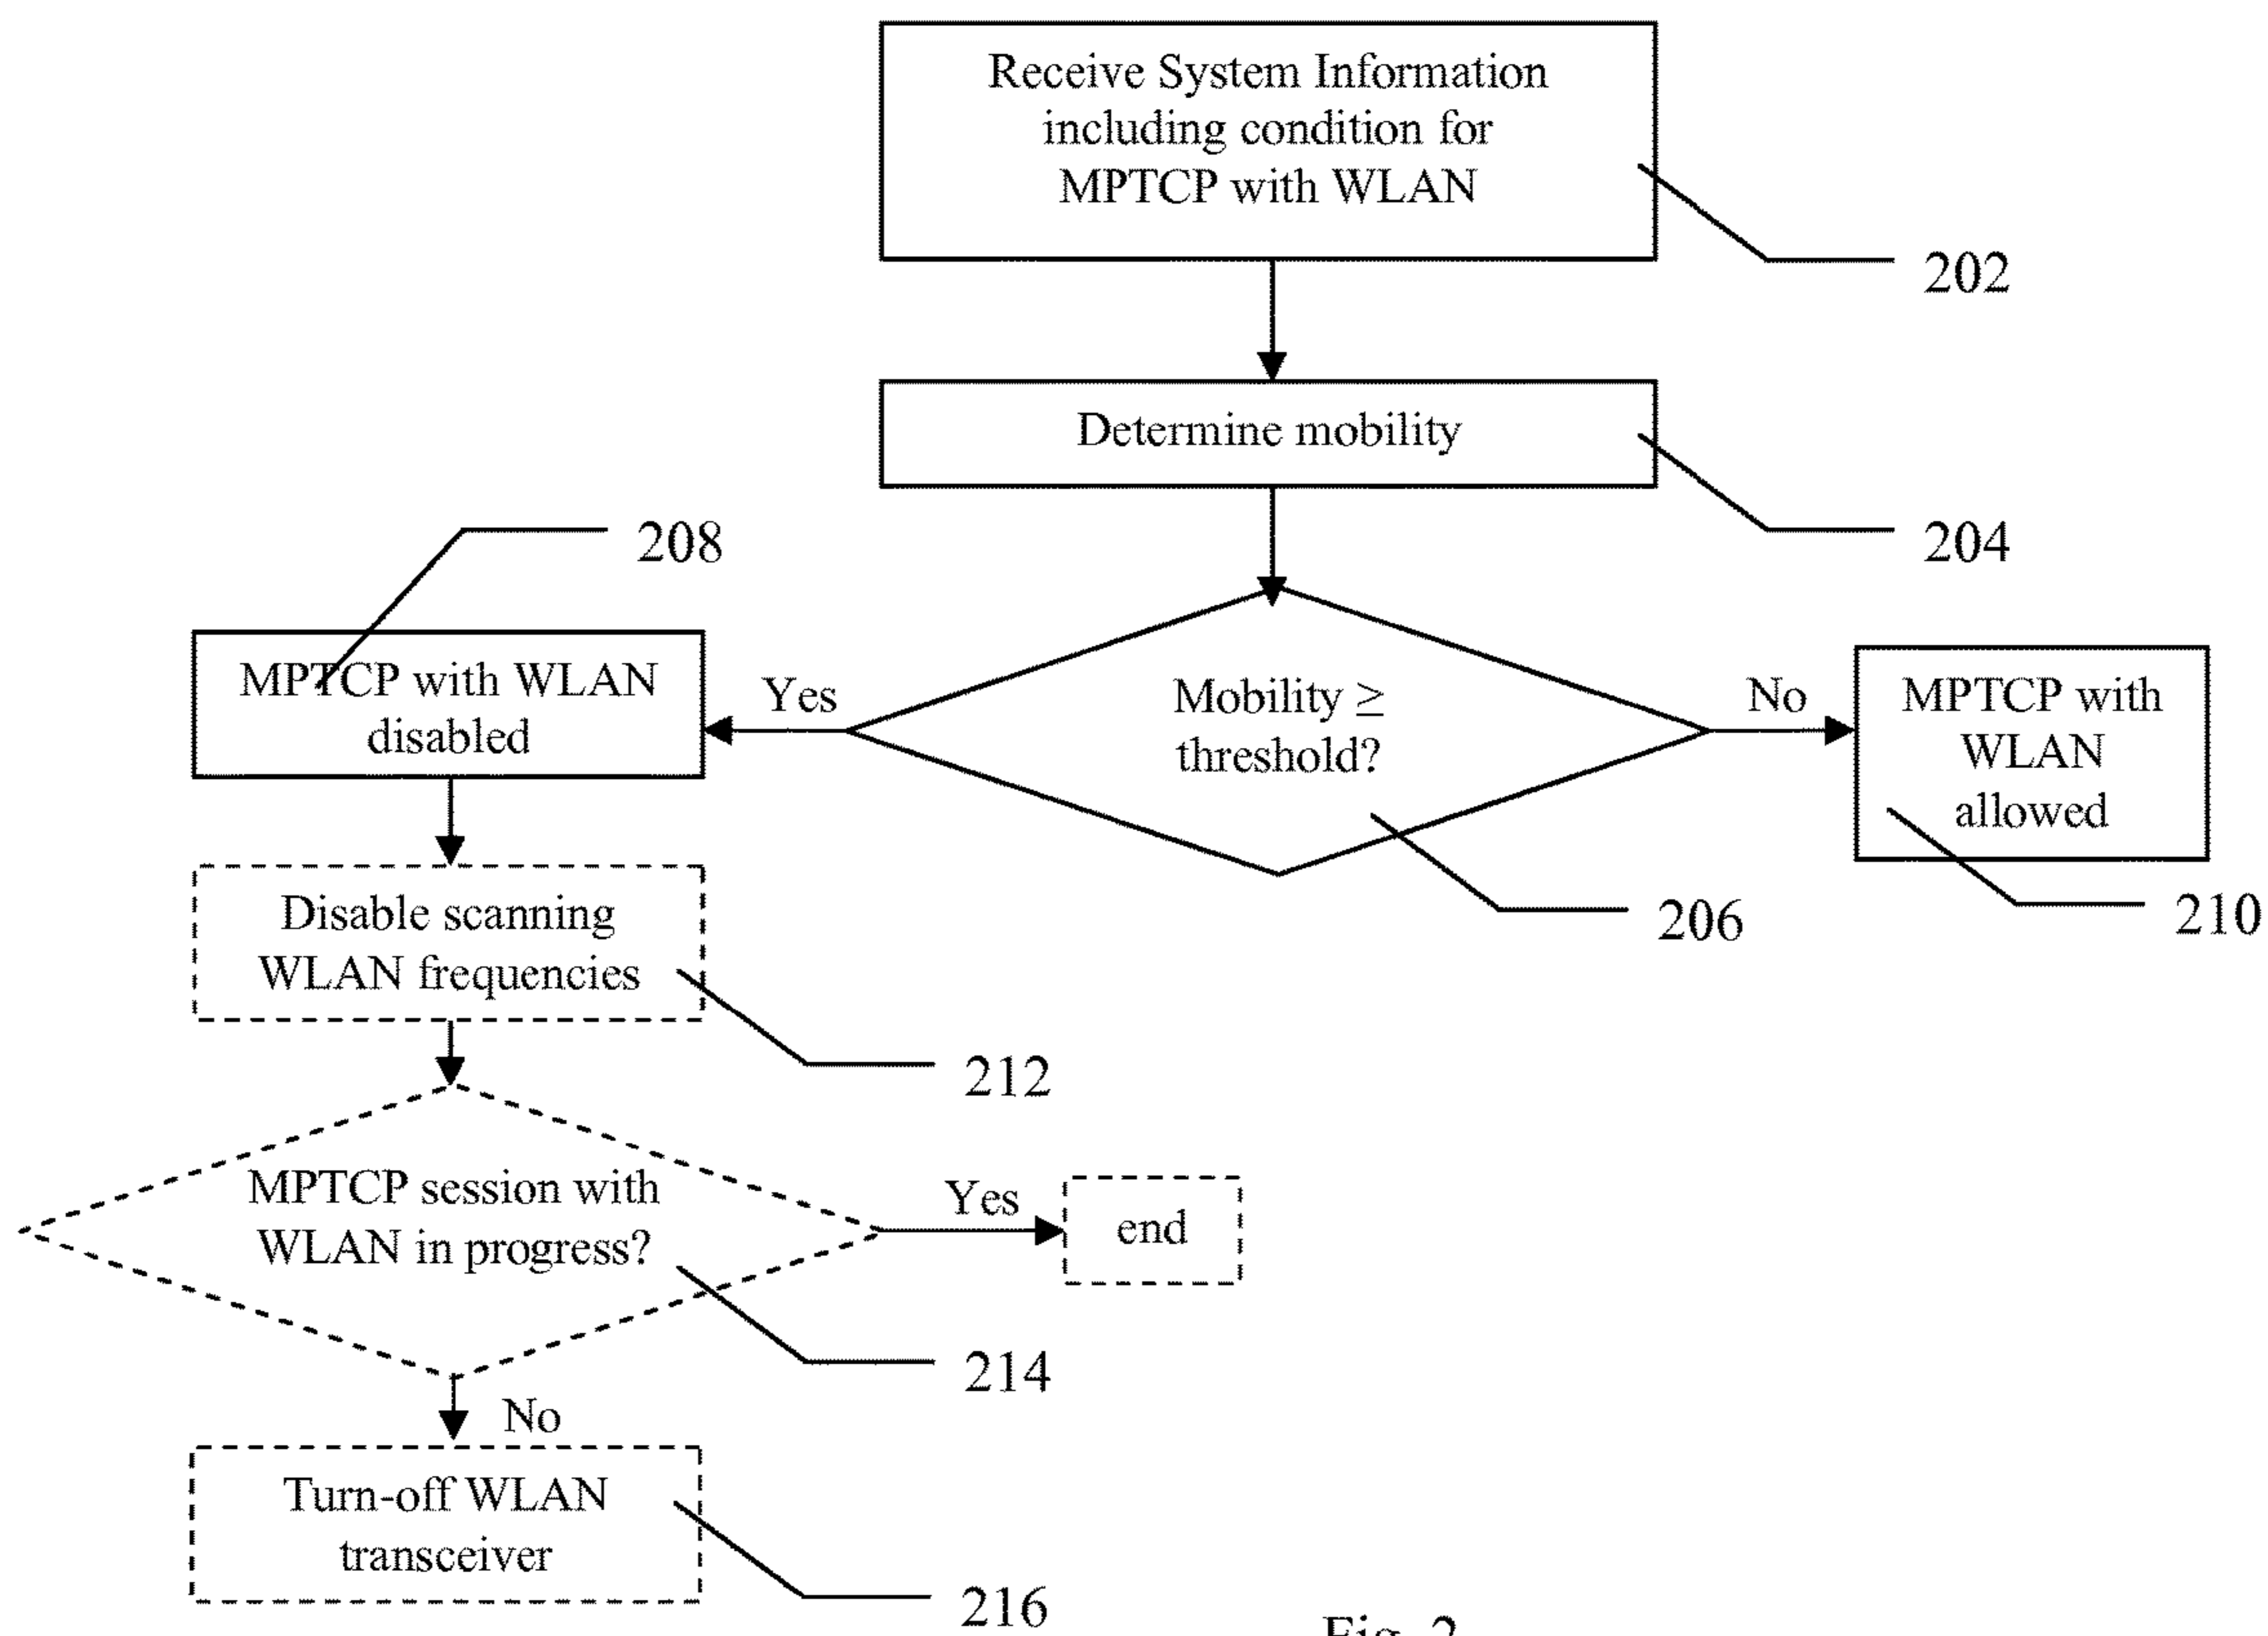 Receive System Information
including condition for
MPTCP with WLAN
202
Determine mobility
204
208
MPTCP with WLAN
disabled
Yes
Mobility ≥
threshold?
No
MPTCP with
WLAN
allowed
206
210
Disable scanning
WLAN frequencies
212
MPTCP session with
WLAN in progress?
Yes
end
214
No
Turn-off WLAN
transceiver
216
Fig. 2